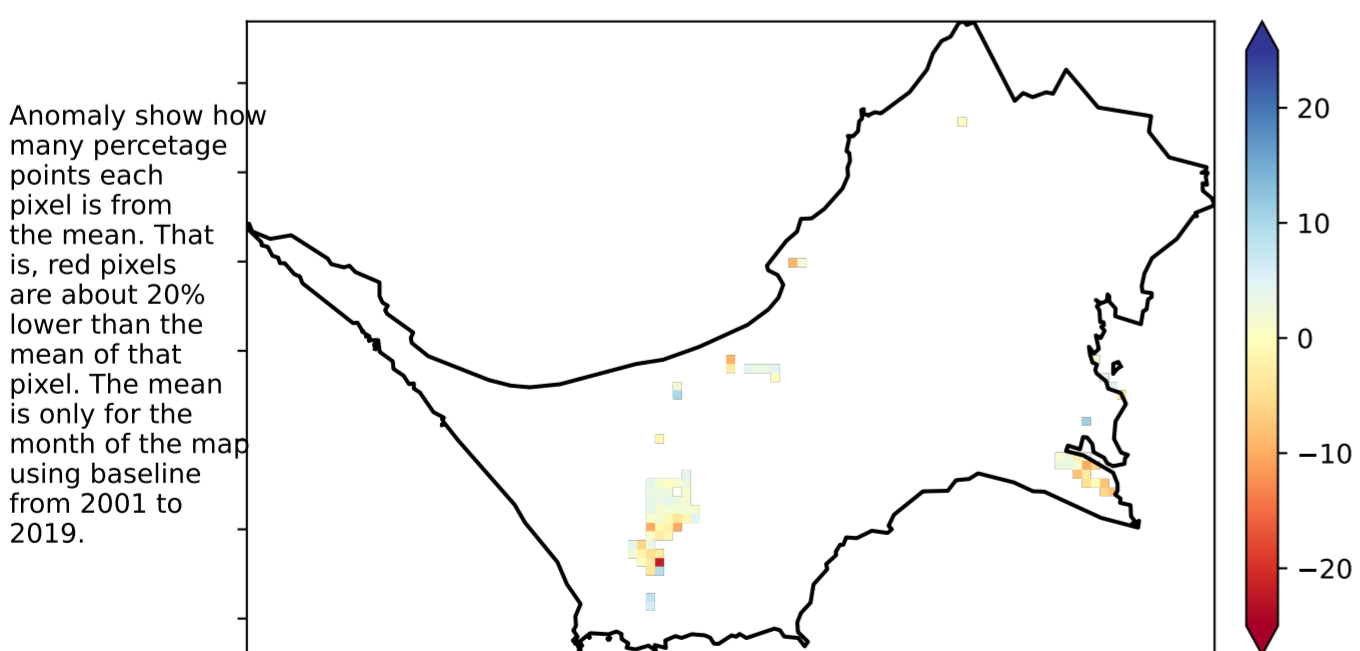 Anomaly show how
many percetage
points each
pixel is from
the mean. That
is, red pixels
are about 20%
lower than the
mean of that
pixel. The mean
is only for the
month of the map
using baseline
from 2001 to
2019.
20
10
0
−10
−20